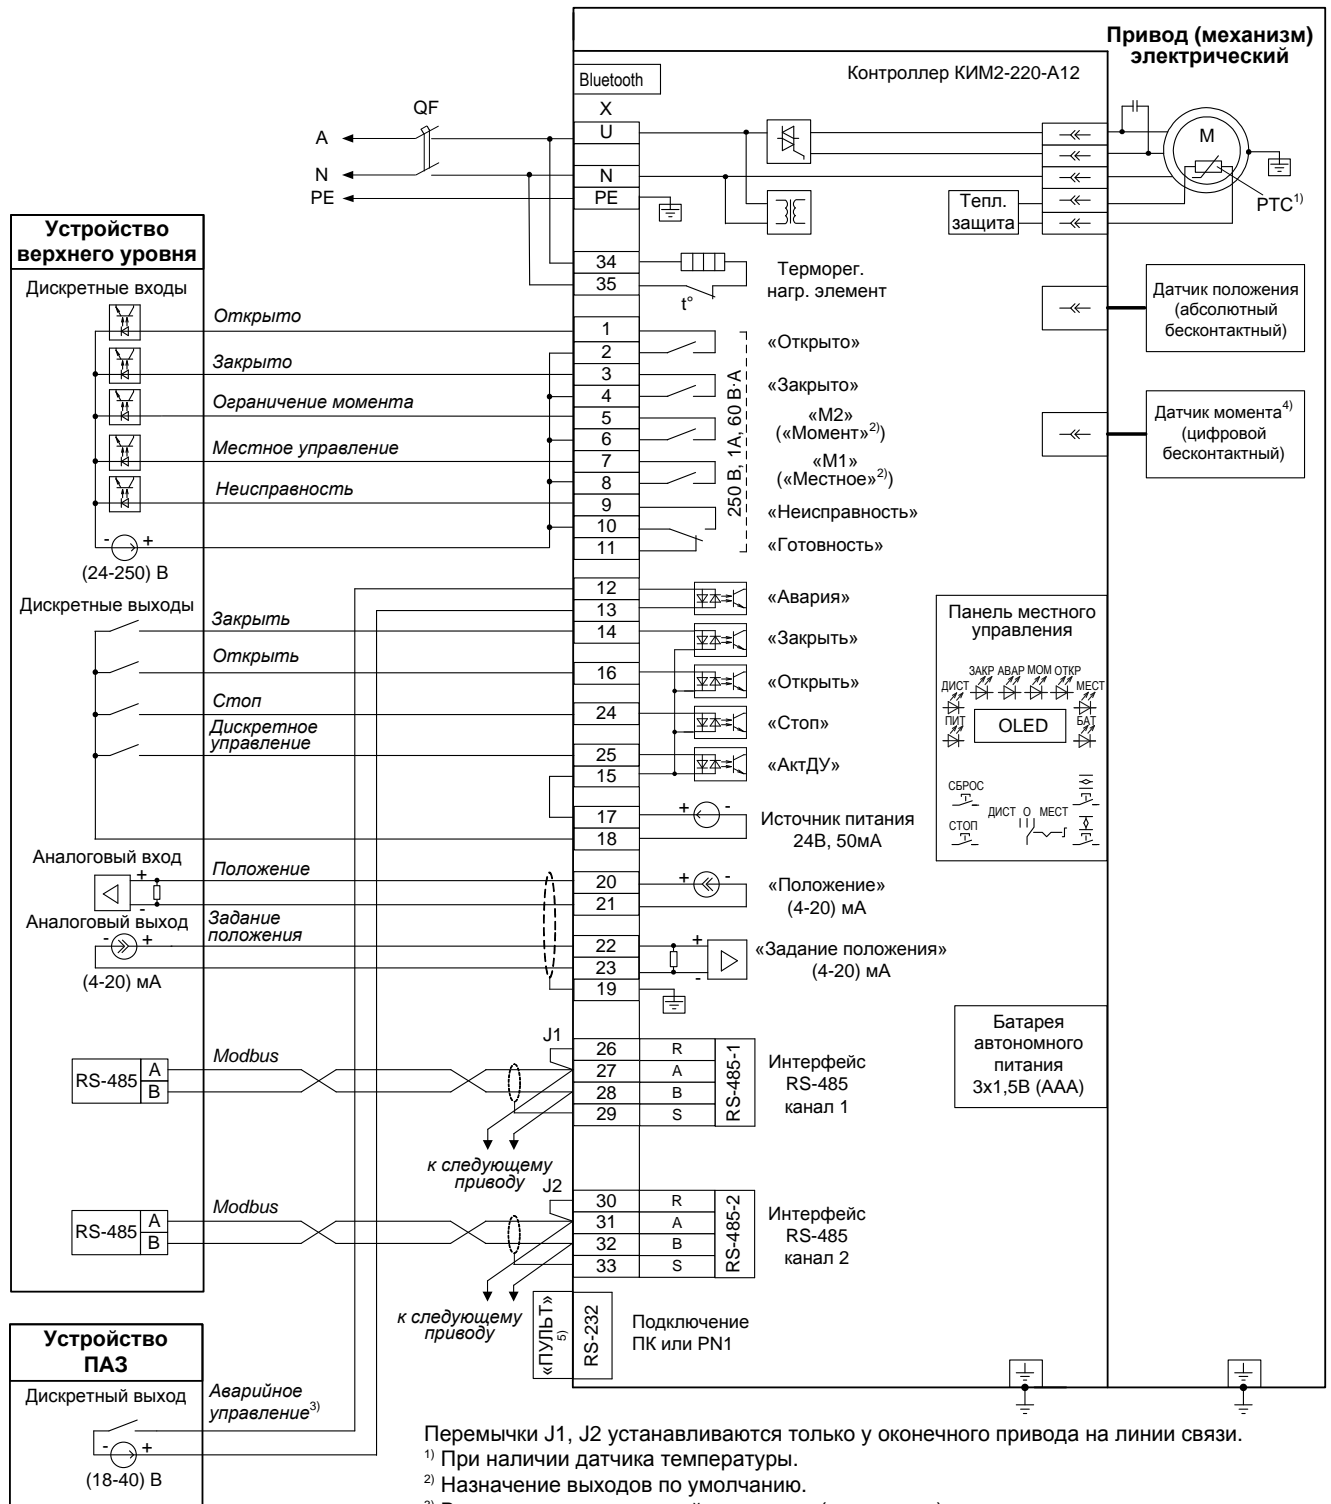 Привод (механизм)
электрический
Контроллер КИМ2-220-А12
Bluetooth
X
QF
A
U
N
N
PE
PE
M
PTC1)
Тепл.
защита
Устройство
верхнего уровня
34
35
t°
Терморег.
нагр. элемент
Датчик положения
(абсолютный
бесконтактный)
Датчик момента4)
(цифровой
бесконтактный)
Дискретные входы
Открыто
1
2
«Открыто»
Закрыто
3
4
«Закрыто»
Ограничение момента
5
6
«М2»
(«Момент»2))
Местное управление
7
8
«М1»
(«Местное»2))
Неисправность
9
10
11
«Неисправность»
«Готовность»
250 В, 1А, 60 В·А
- +
(24-250) В
Дискретные выходы
12
13
«Авария»
Закрыть
14
«Закрыть»
Открыть
16
«Открыть»
Стоп
24
«Стоп»
Дискретное
управление
25
15
«АктДУ»
17
18
+ -
Источник питания
24В, 50мА
Панель местного
управления
ЗАКР АВАР МОМ ОТКР
ДИСТ
МЕСТ
ПИТ
OLED
БАТ
СБРОС
ДИСТ О МЕСТ
СТОП
Аналоговый вход
+
-
Положение
20
21
+ -
«Положение»
(4-20) мА
Аналоговый выход
- +
(4-20) мА
Задание
положения
22
23
19
+
-
«Задание положения»
(4-20) мА
Батарея
автономного
питания
3х1,5В (ААА)
RS-485
A
B
Modbus
J1
26 R
27 A
28 B
29 S
RS-485-1
Интерфейс
RS-485
канал 1
к следующему
приводу
RS-485
A
B
Modbus
J2
30 R
31 A
32 B
33 S
RS-485-2
Интерфейс
RS-485
канал 2
к следующему
приводу
«ПУЛЬТ»
5)
RS-232
Подключение
ПК или PN1
Устройство
ПАЗ
Дискретный выход
- +
(18-40) В
Аварийное
управление3)
Перемычки J1, J2 устанавливаются только у оконечного привода на линии связи.
1) При наличии датчика температуры.
2) Назначение выходов по умолчанию.